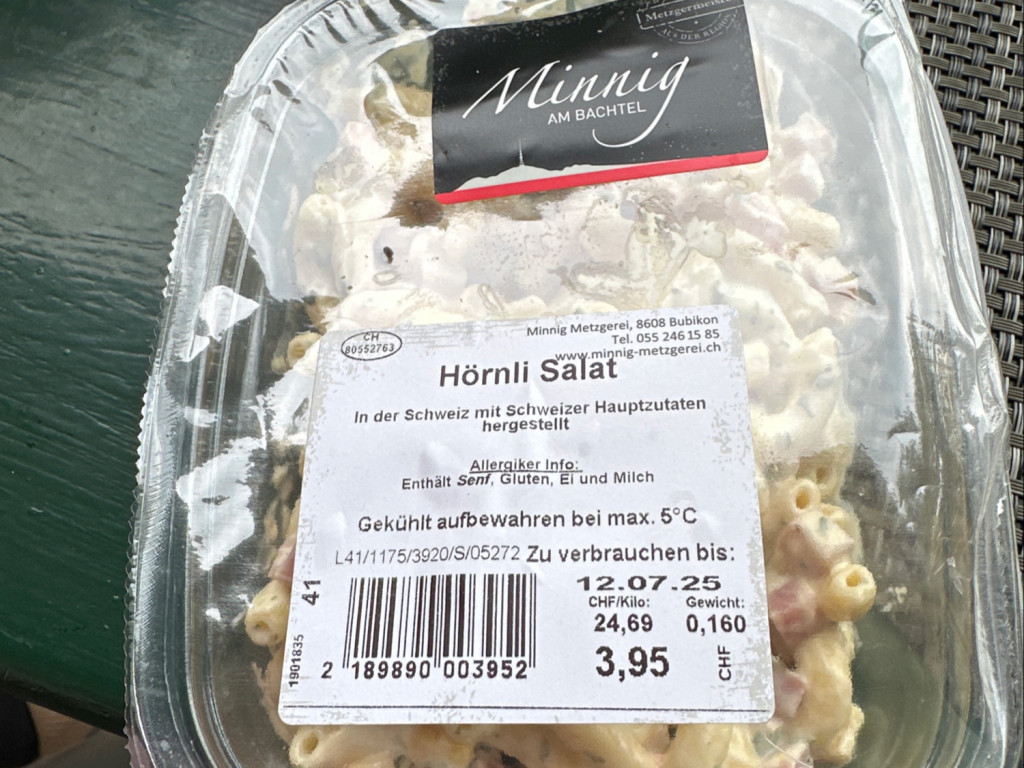 Metzgermeister
AUS DER REGION
Minnig
AM BACHTEL
CH
80552763
Minnig Metzgerei, 8608 Bubikon
Tel. 055 246 15 85
www.minnig-metzgerei.ch
Hörnli Salat
In der Schweiz mit Schweizer Hauptzutaten
hergestellt
Allergiker Info:
Enthält Senf, Gluten, Ei und Milch
Gekühlt aufbewahren bei max. 5°C
L41/1175/3920/S/05272 Zu verbrauchen bis:
12.07.25
CHF/Kilo: Gewicht:
24,69 0,160
3,95 CHF
41
1901835
2 189890 003952